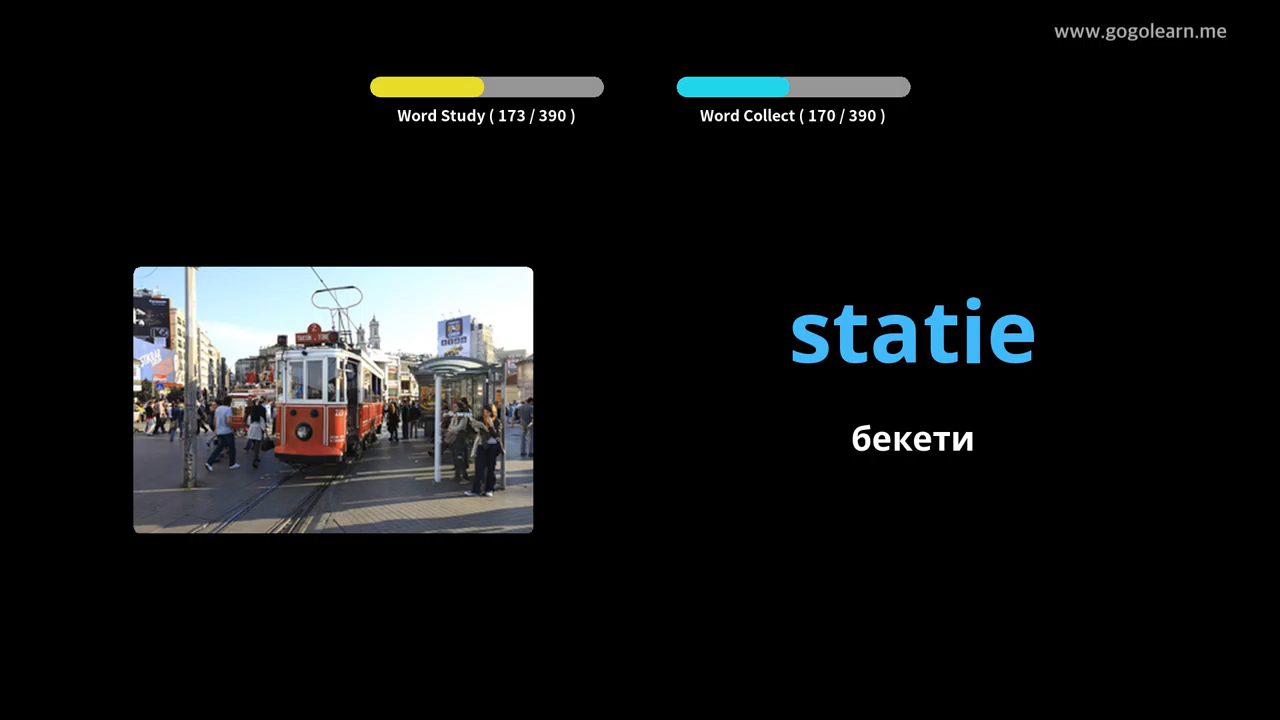 www.gogolearn.me
Word Study ( 173 / 390 )
Word Collect ( 170 / 390 )
statie
бекети